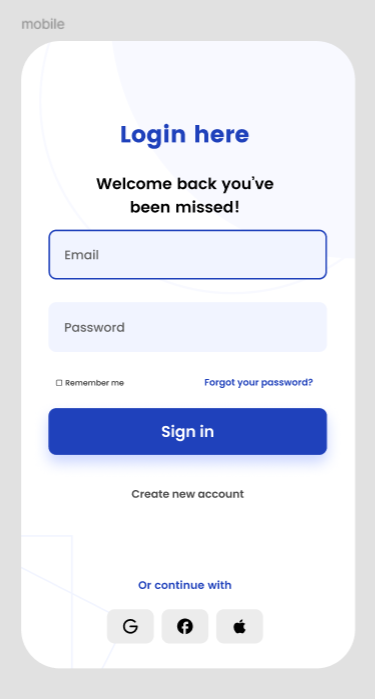 mobile
Login here
Welcome back you've
been missed!
Email
Password
Remember me
Forgot your password?
Sign in
Create new account
Or continue with